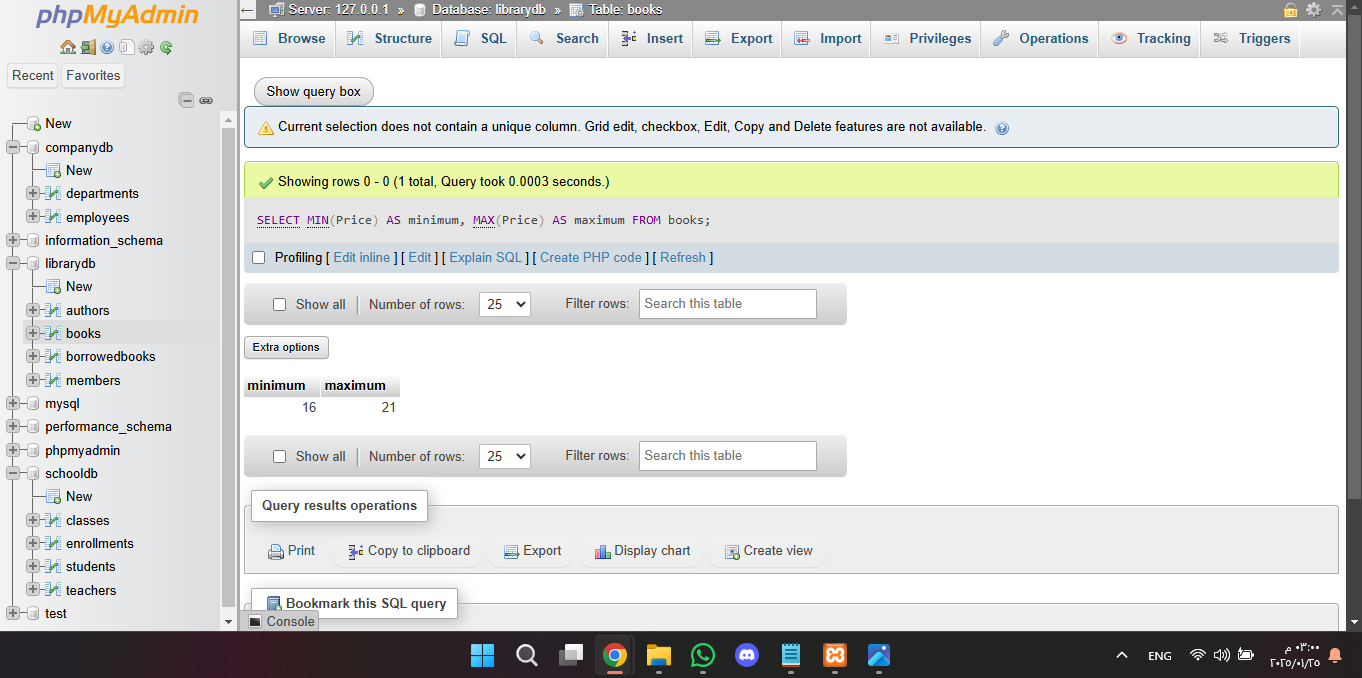 phpMyAdmin
Recent Favorites
New
companydb
New
departments
employees
information_schema
librarydb
New
authors
books
borrowedbooks
members
mysql
performance_schema
phpmyadmin
schooldb
New
classes
enrollments
students
teachers
test
Server: 127.0.0.1 » Database: librarydb » Table: books
Browse Structure SQL Search Insert Export Import Privileges Operations Tracking Triggers
Show query box
Current selection does not contain a unique column. Grid edit, checkbox, Edit, Copy and Delete features are not available.
Showing rows 0 - 0 (1 total, Query took 0.0003 seconds.)
SELECT MIN(Price) AS minimum, MAX(Price) AS maximum FROM books;
Profiling [ Edit inline ] [ Edit ] [ Explain SQL ] [ Create PHP code ] [ Refresh ]
Show all Number of rows: 25 Filter rows: Search this table
Extra options
minimum maximum
16 21
Show all Number of rows: 25 Filter rows: Search this table
Query results operations
Print Copy to clipboard Export Display chart Create view
Bookmark this SQL query
Console
ENG
٠٣:٠٠ م
٢٠٢٥/٠١/٢٥